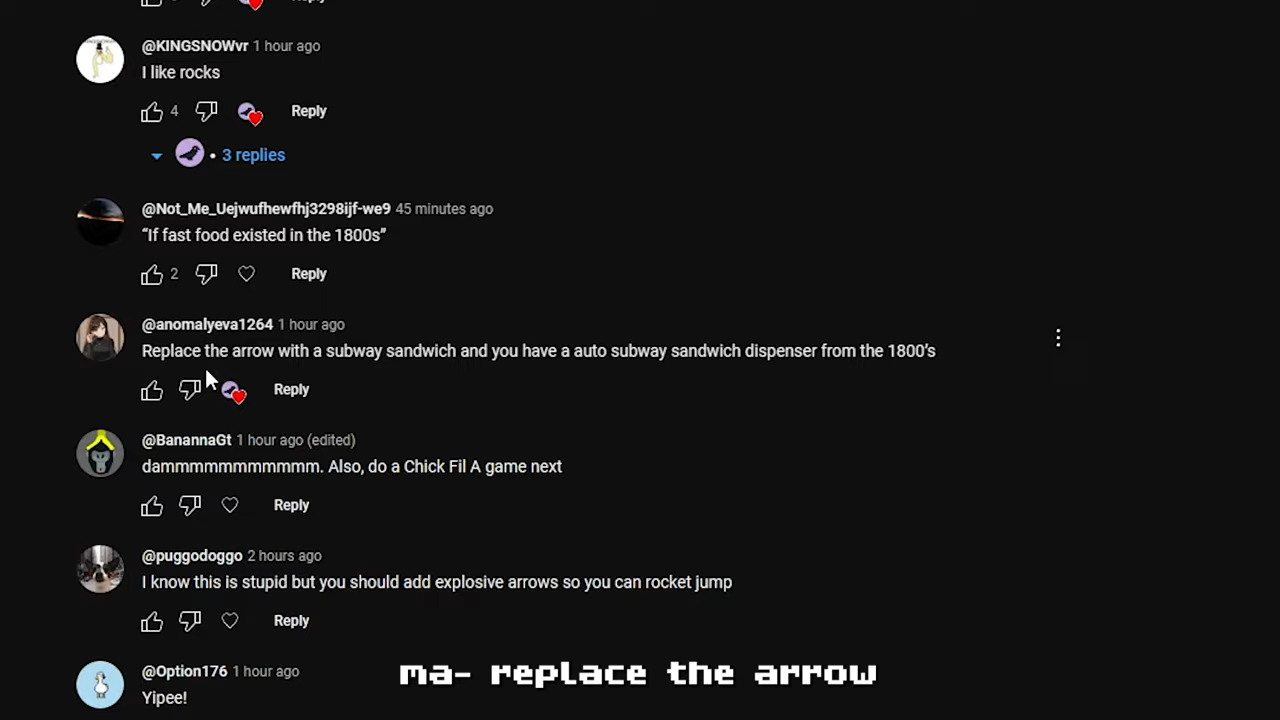 Reply
@KINGSNOWvr 1 hour ago
I like rocks
4 Reply
• 3 replies
@Not_Me_Uejwufhewfhj3298ijf-we9 45 minutes ago
“If fast food existed in the 1800s”
2 Reply
@anomalyeva1264 1 hour ago
Replace the arrow with a subway sandwich and you have a auto subway sandwich dispenser from the 1800’s
Reply
@BanannaGt 1 hour ago (edited)
dammmmmmmmmmm. Also, do a Chick Fil A game next
Reply
@puggodoggo 2 hours ago
I know this is stupid but you should add explosive arrows so you can rocket jump
Reply
@Option176 1 hour ago
Yipee!
ma- replace the arrow